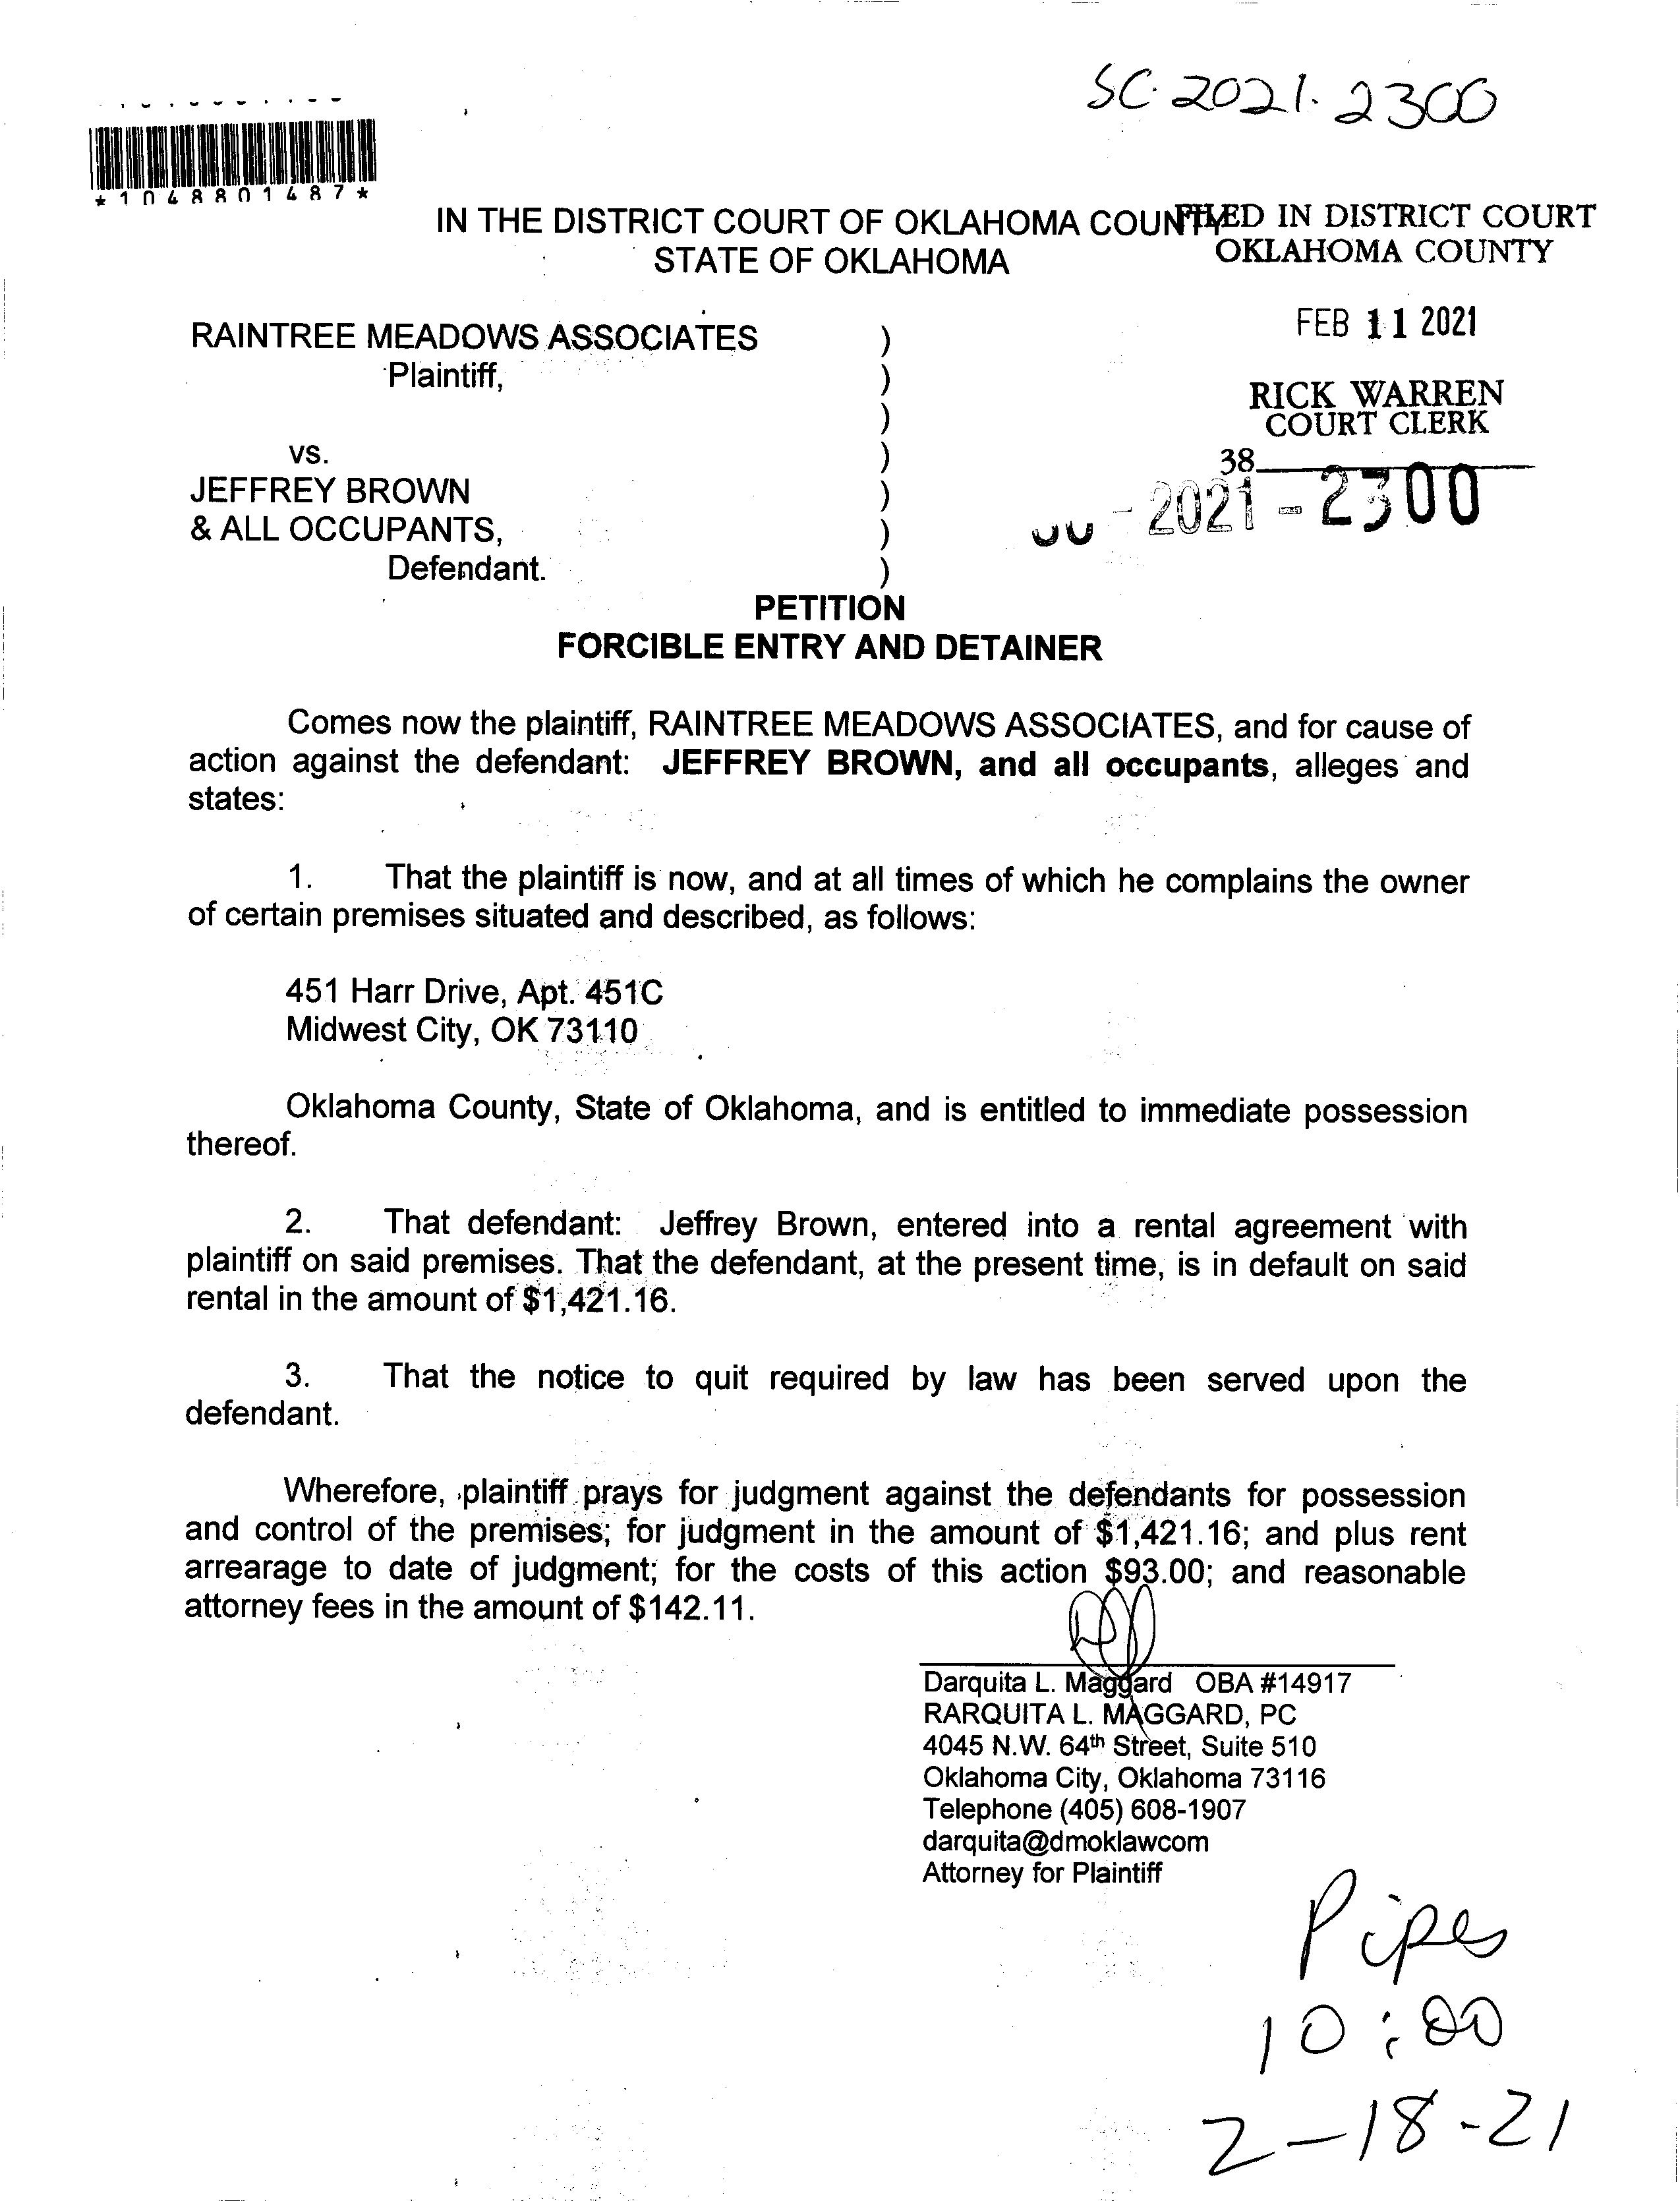 SC-2021-2300
*1048801487*
IN THE DISTRICT COURT OF OKLAHOMA COUNTY
STATE OF OKLAHOMA
FILED IN DISTRICT COURT
OKLAHOMA COUNTY
FEB 11 2021
RICK WARREN
COURT CLERK
38
2021-2300
RAINTREE MEADOWS ASSOCIATES )
Plaintiff, )
)
vs. )
JEFFREY BROWN )
& ALL OCCUPANTS, )
Defendant. )
PETITION
FORCIBLE ENTRY AND DETAINER
Comes now the plaintiff, RAINTREE MEADOWS ASSOCIATES, and for cause of
action against the defendant: JEFFREY BROWN, and all occupants, alleges and
states:
1. That the plaintiff is now, and at all times of which he complains the owner
of certain premises situated and described, as follows:
451 Harr Drive, Apt. 451C
Midwest City, OK 73110
Oklahoma County, State of Oklahoma, and is entitled to immediate possession
thereof.
2. That defendant: Jeffrey Brown, entered into a rental agreement with
plaintiff on said premises. That the defendant, at the present time, is in default on said
rental in the amount of $1,421.16.
3. That the notice to quit required by law has been served upon the
defendant.
Wherefore, plaintiff prays for judgment against the defendants for possession
and control of the premises; for judgment in the amount of $1,421.16; and plus rent
arrearage to date of judgment; for the costs of this action $93.00; and reasonable
attorney fees in the amount of $142.11.
Darquita L. Maggard OBA #14917
RARQUITA L. MAGGARD, PC
4045 N.W. 64th Street, Suite 510
Oklahoma City, Oklahoma 73116
Telephone (405) 608-1907
darquita@dmoklawcom
Attorney for Plaintiff
Pipes
10:00
2-18-21